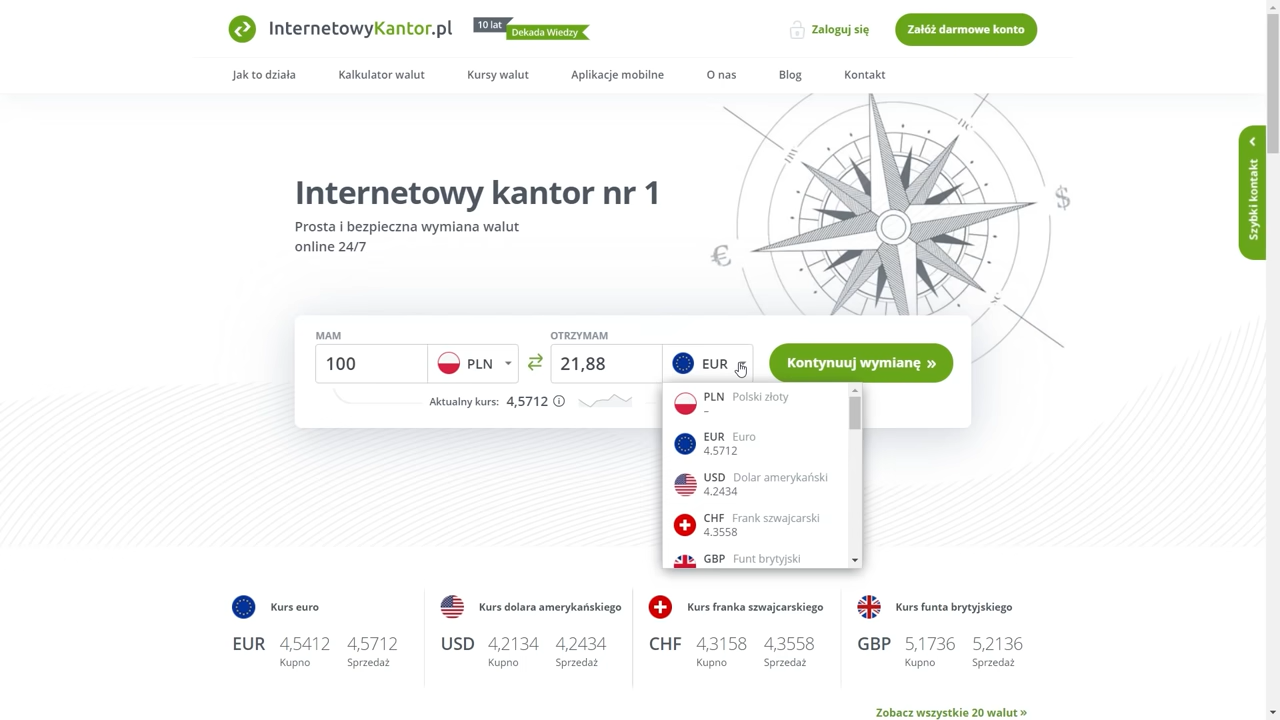 InternetowyKantor.pl
10 lat
Dekada Wiedzy
Zaloguj się
Załóż darmowe konto
Jak to działa
Kalkulator walut
Kursy walut
Aplikacje mobilne
O nas
Blog
Kontakt
Szybki kontakt
Internetowy kantor nr 1
Prosta i bezpieczna wymiana walut
online 24/7
$
€
MAM
OTRZYMAM
100
PLN
21,88
EUR
Kontynuuj wymianę »
Aktualny kurs: 4,5712
PLN Polski złoty
–
EUR Euro
4.5712
USD Dolar amerykański
4.2434
CHF Frank szwajcarski
4.3558
GBP Funt brytyjski
Kurs euro
EUR 4,5412 4,5712
Kupno Sprzedaż
Kurs dolara amerykańskiego
USD 4,2134 4,2434
Kupno Sprzedaż
Kurs franka szwajcarskiego
CHF 4,3158 4,3558
Kupno Sprzedaż
Kurs funta brytyjskiego
GBP 5,1736 5,2136
Kupno Sprzedaż
Zobacz wszystkie 20 walut »